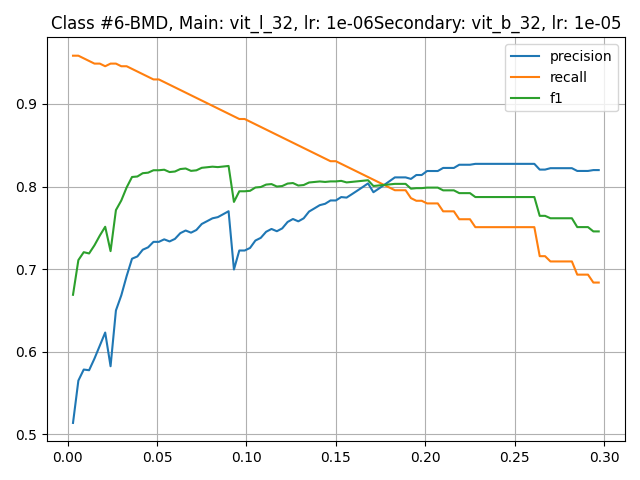 Class #6-BMD, Main: vit_l_32, lr: 1e-06Secondary: vit_b_32, lr: 1e-05
precision
recall
f1
0.9
0.8
0.7
0.6
0.5
0.00 0.05 0.10 0.15 0.20 0.25 0.30